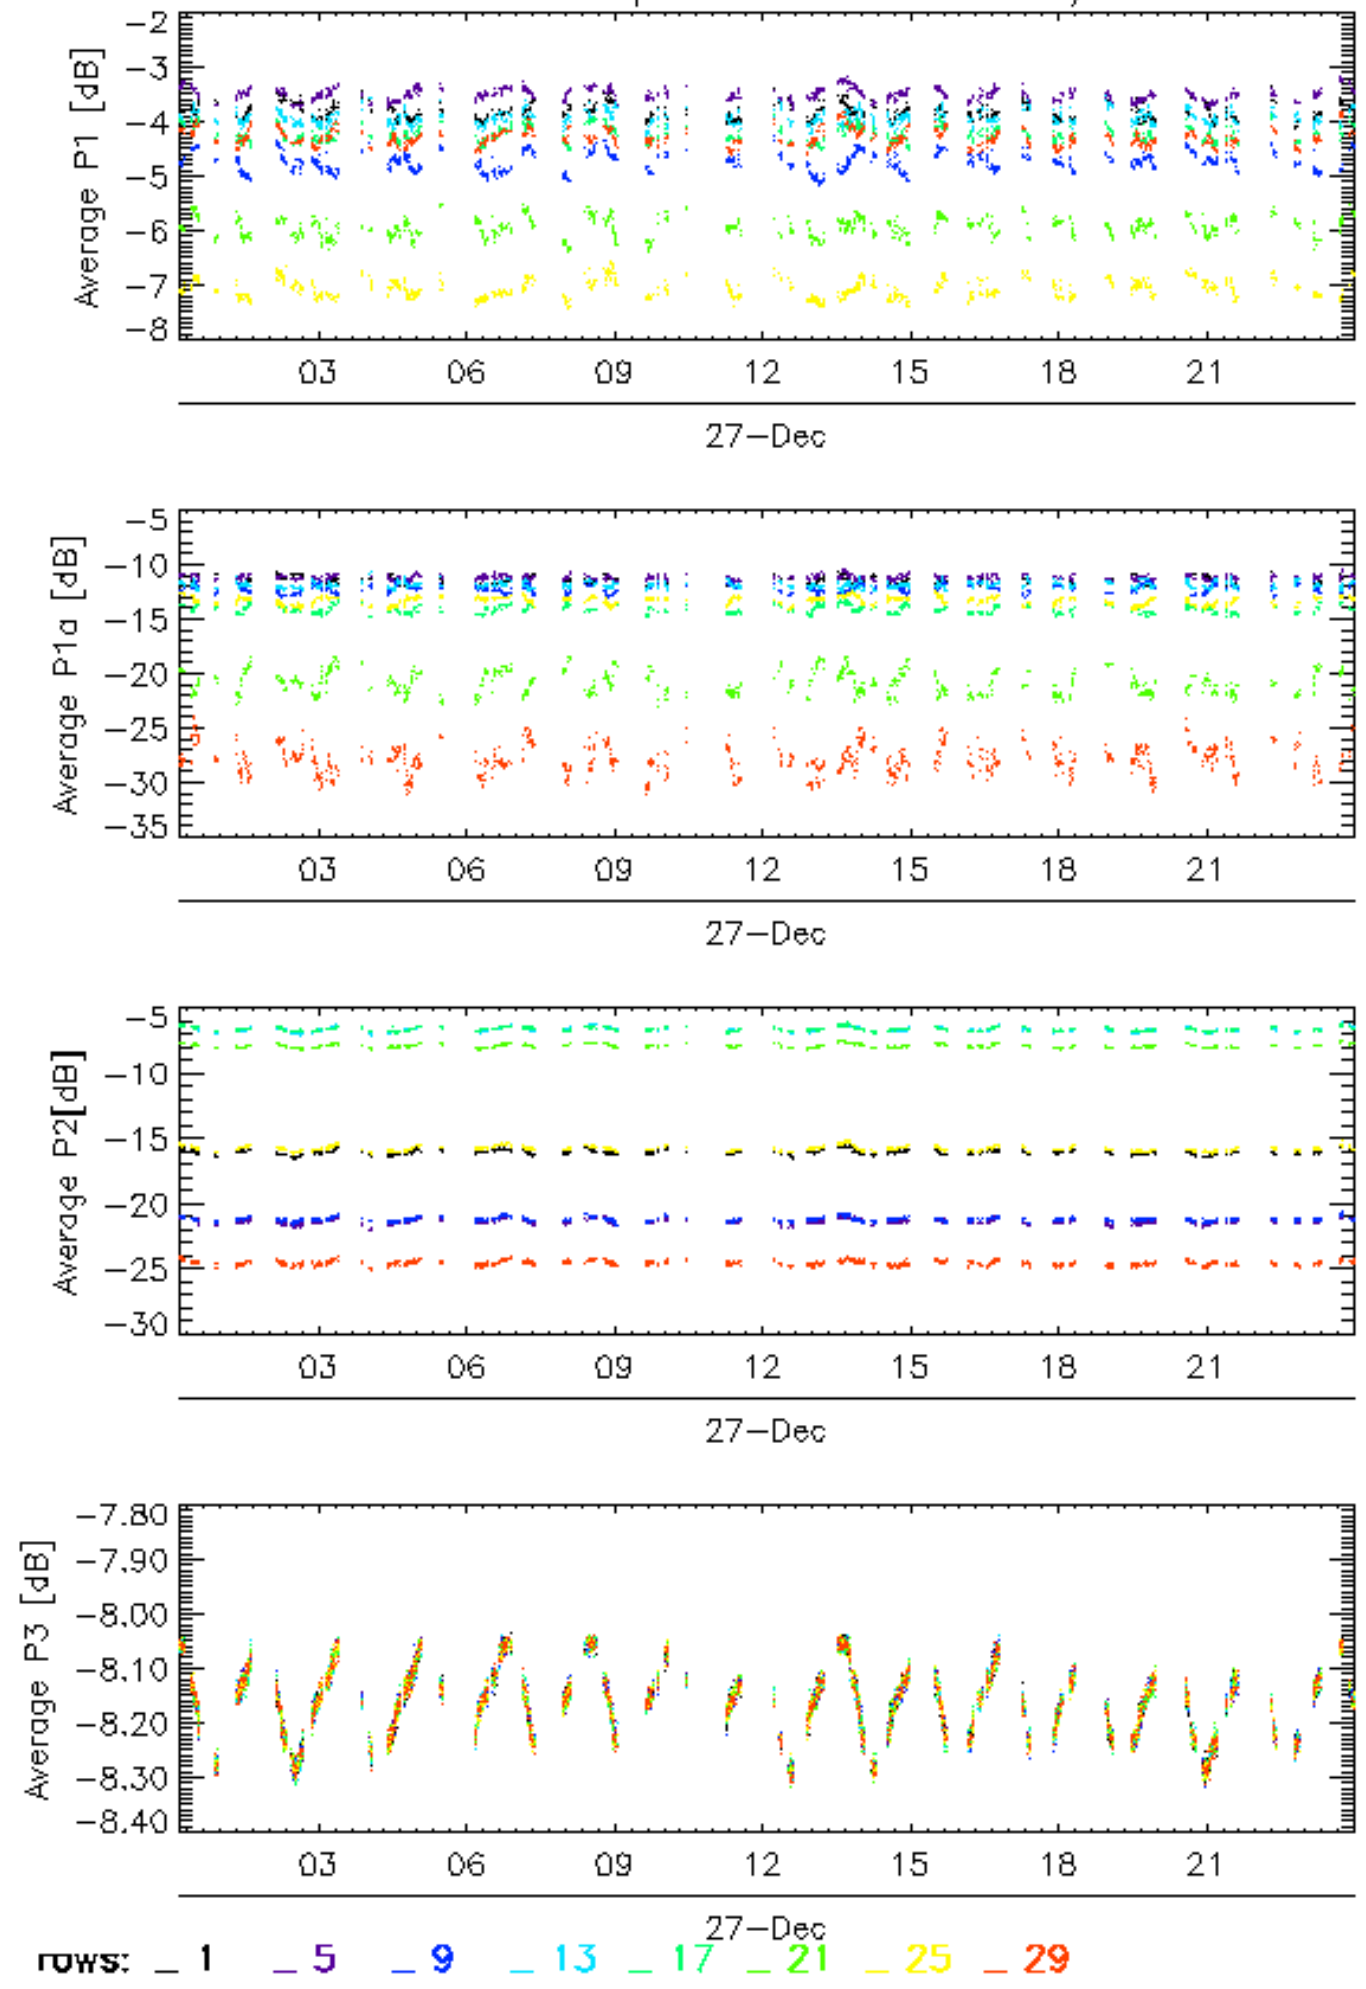 −2
−3
−4
−5
−6
−7
−8
Average P1 [dB]
03 06 09 12 15 18 21
27−Dec
−5
−10
−15
−20
−25
−30
−35
Average P1a [dB]
03 06 09 12 15 18 21
27−Dec
−5
−10
−15
−20
−25
−30
Average P2[dB]
03 06 09 12 15 18 21
27−Dec
−7.80
−7.90
−8.00
−8.10
−8.20
−8.30
−8.40
Average P3 [dB]
03 06 09 12 15 18 21
27−Dec
rows: _ 1 _ 5 _ 9 _ 13 _ 17 _ 21 _ 25 _ 29